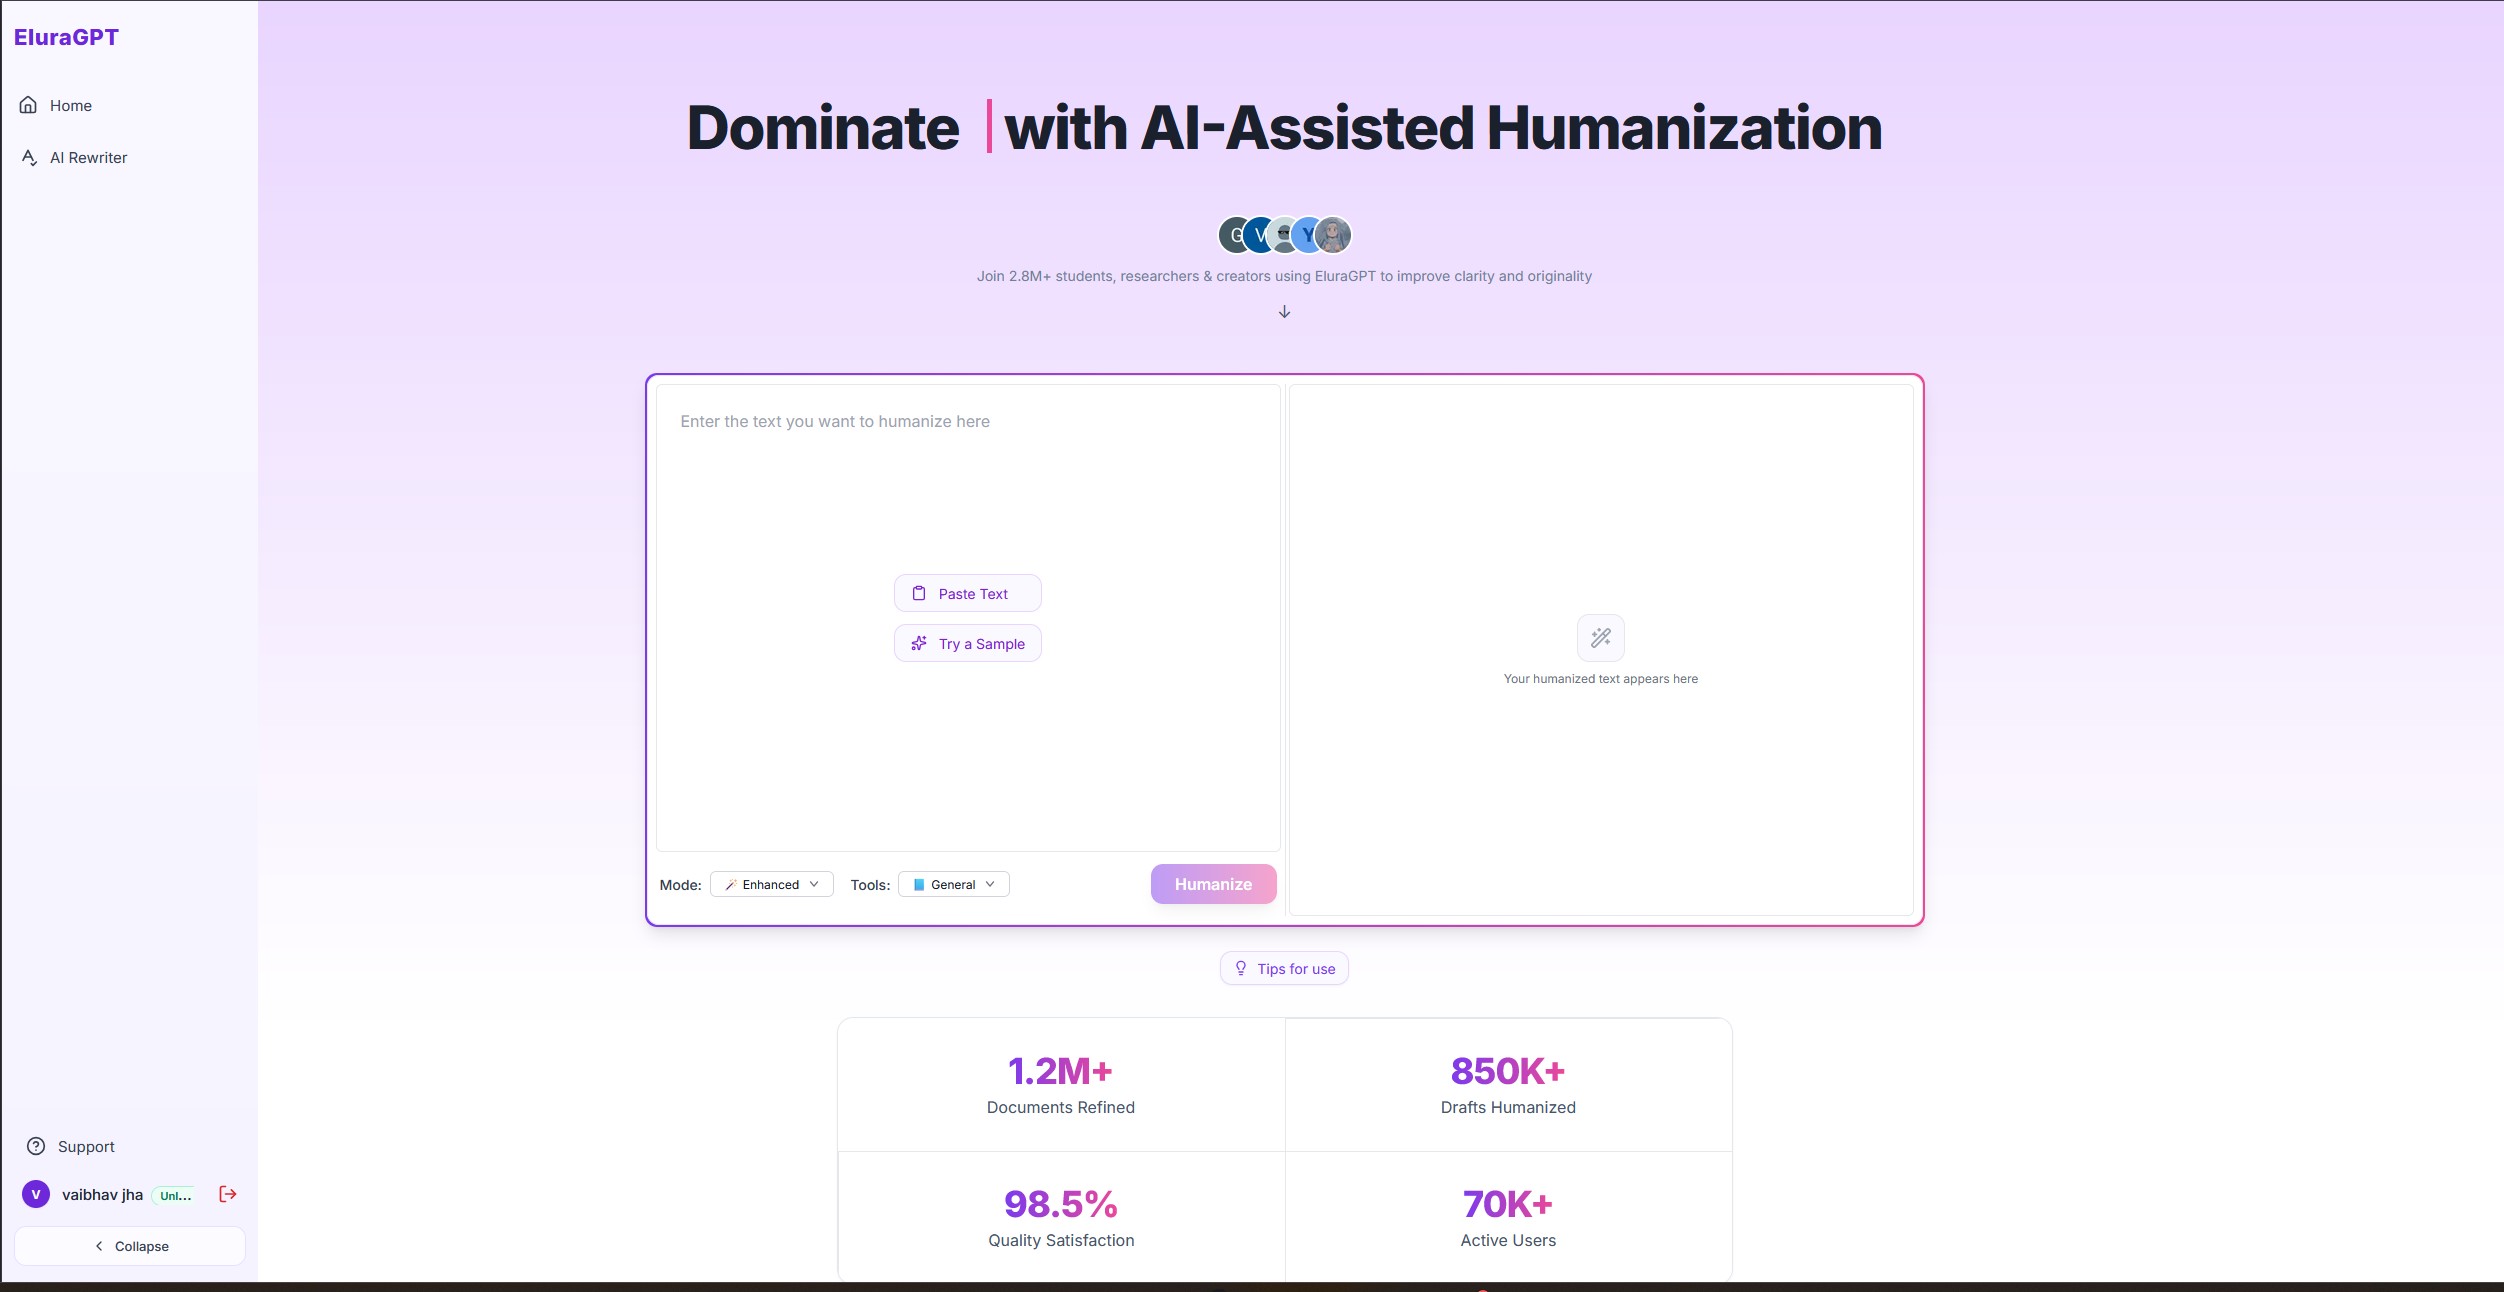 EluraGPT
Home
AI Rewriter
Dominate | with AI-Assisted Humanization
G V Y
Join 2.8M+ students, researchers & creators using EluraGPT to improve clarity and originality
Enter the text you want to humanize here
Paste Text
Try a Sample
Your humanized text appears here
Mode: Enhanced Tools: General Humanize
Tips for use
1.2M+
Documents Refined
850K+
Drafts Humanized
98.5%
Quality Satisfaction
70K+
Active Users
Support
V vaibhav jha Unl...
Collapse